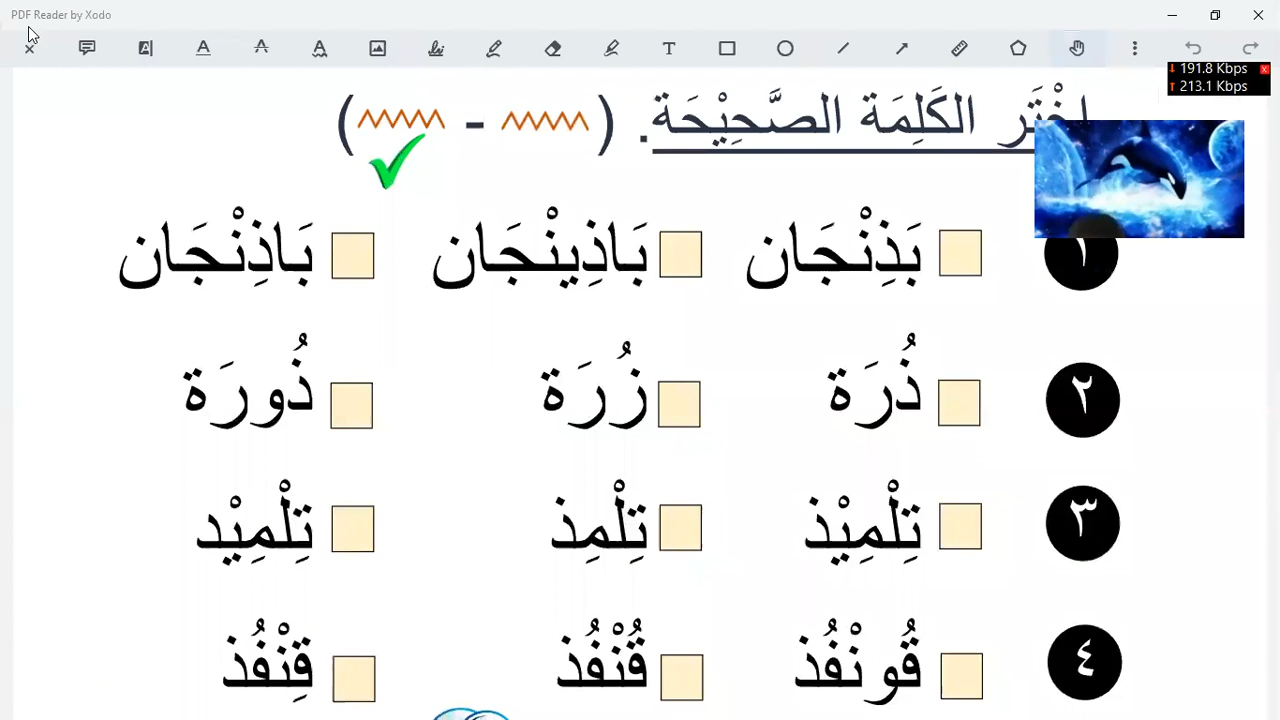 PDF Reader by Xodo
191.8 Kbps
213.1 Kbps
اِخْتَر الكَلِمَة الصَّحِيْحَة. ( - )
١ بَذِنْجَان بَاذِينْجَان بَاذِنْجَان
٢ ذُرَة زُرَة ذُورَة
٣ تِلْمِيْذ تِلْمِذ تِلْمِيْد
٤ قُونْفُذ قُنْفُذ قِنْفُذ